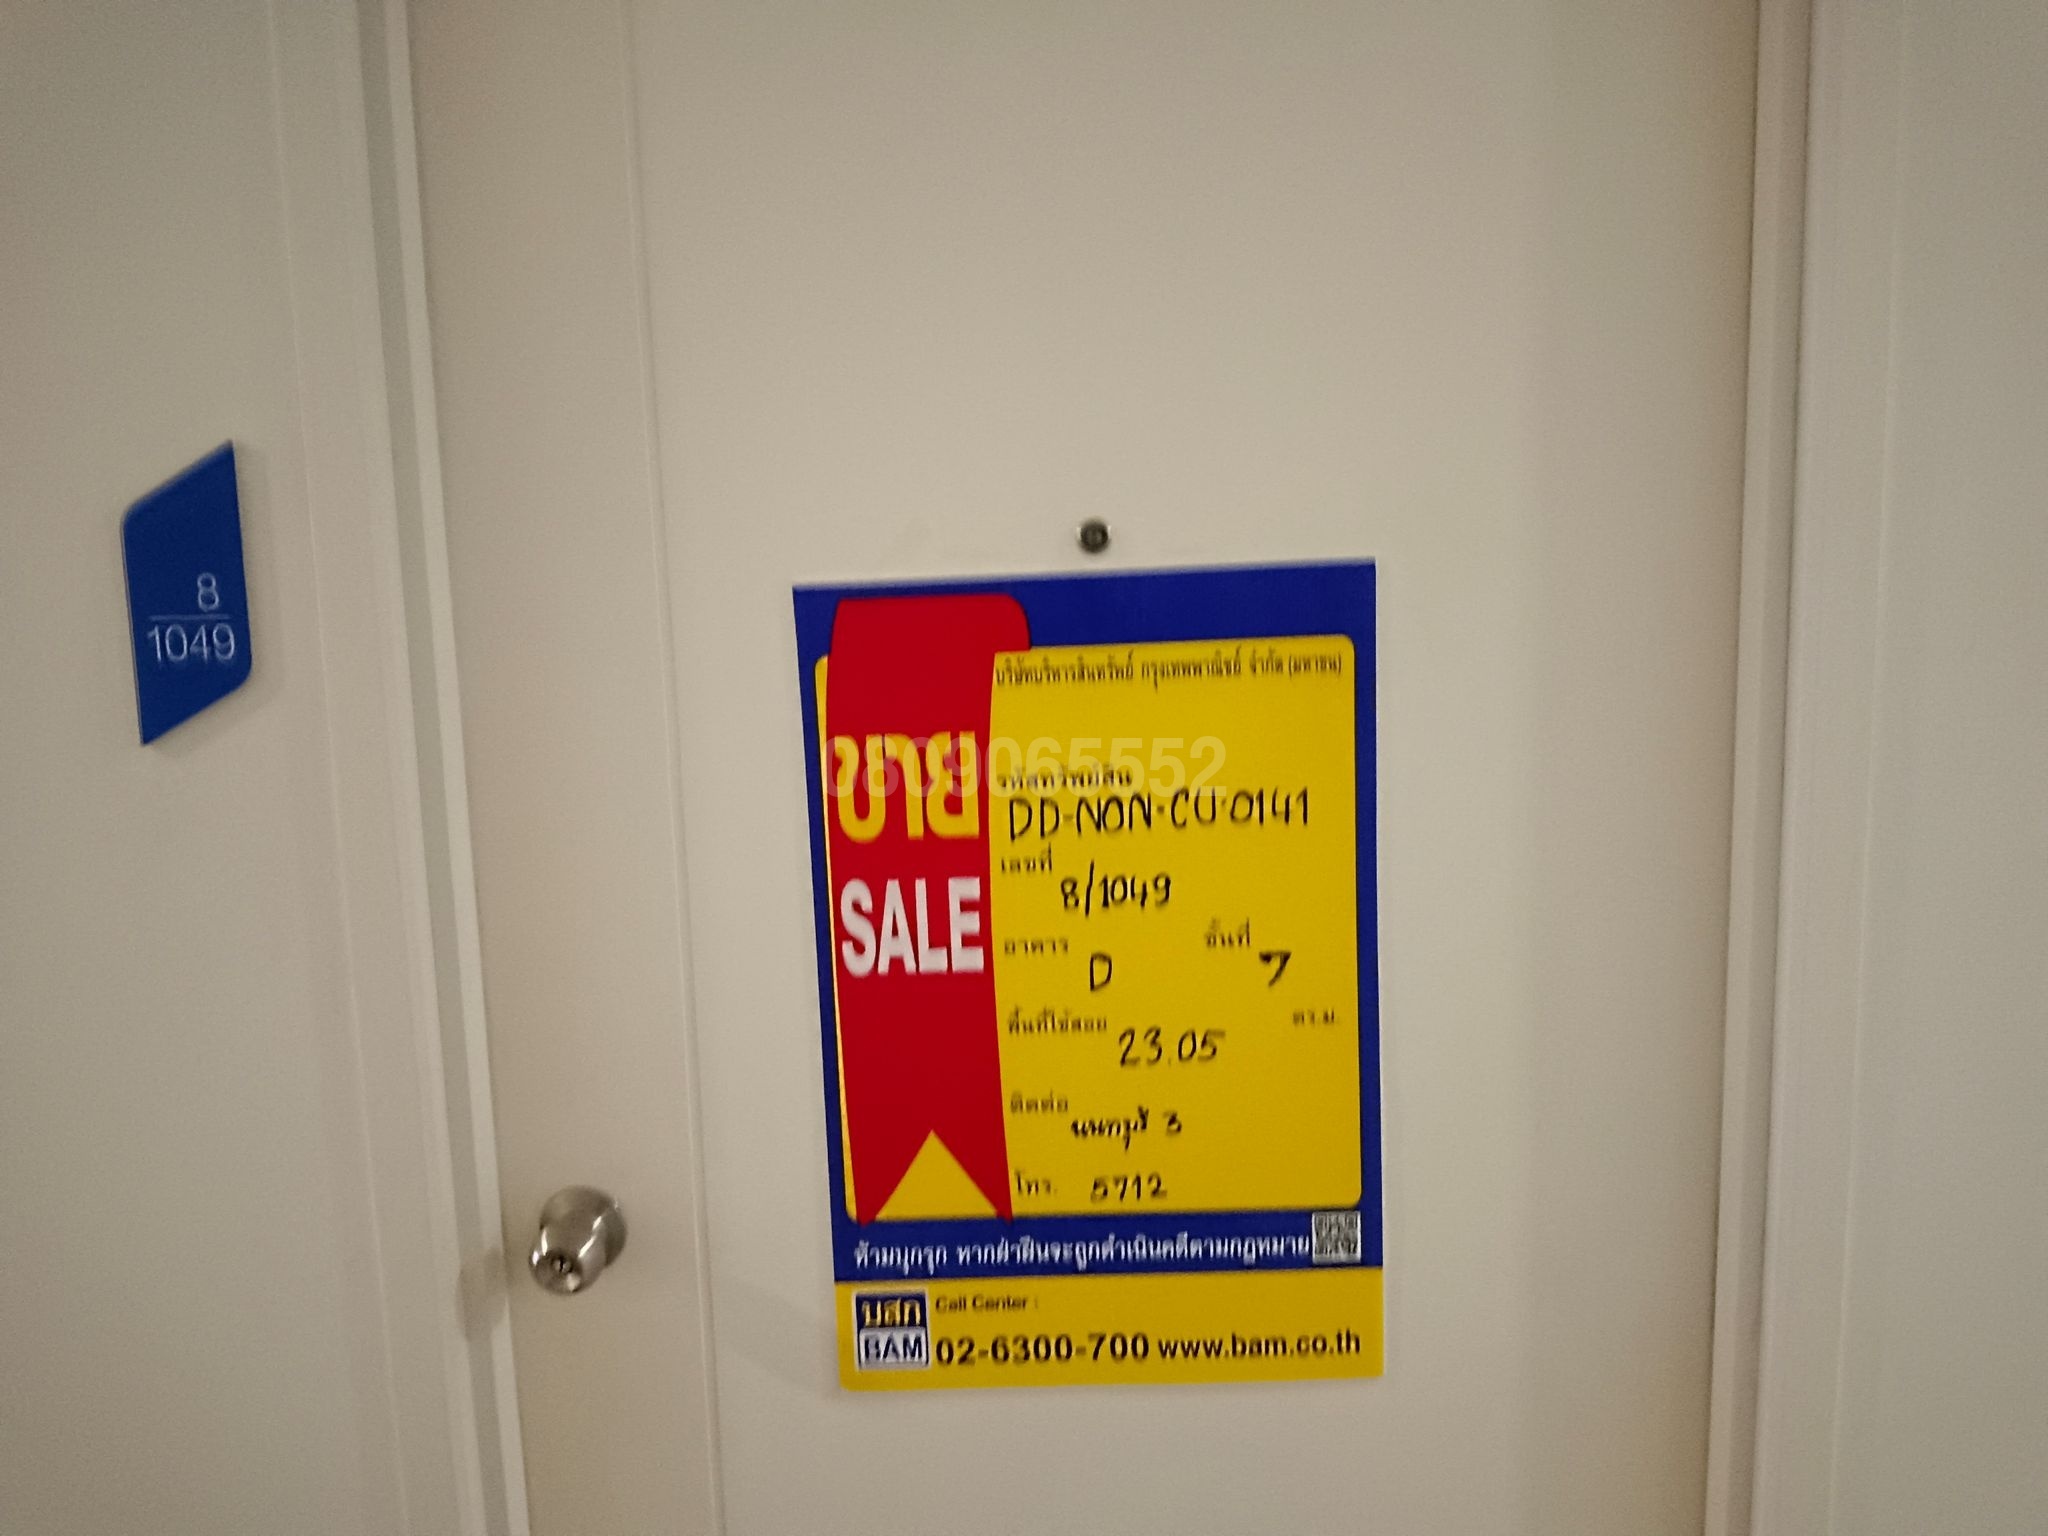 8
1049
บริษัทบริหารสินทรัพย์ กรุงเทพพาณิชย์ จำกัด (มหาชน)
ขาย
SALE
0809065552
รหัสทรัพย์สิน
DD-NON-CU-0141
เลขที่
8/1049
อาคาร D ชั้นที่ 7
พื้นที่ใช้สอย 23.05 ตร.ม.
ติดต่อ นนทบุรี 3
โทร. 5712
ห้ามบุกรุก หากฝ่าฝืนจะถูกดำเนินคดีตามกฎหมาย
บสก
BAM
Call Center :
02-6300-700 www.bam.co.th